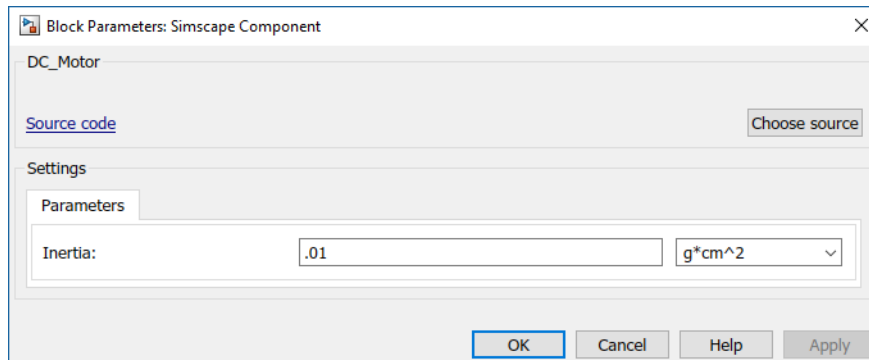 Block Parameters: Simscape Component
DC_Motor
Source code
Choose source
Settings
Parameters
Inertia: .01 g*cm^2
OK Cancel Help Apply